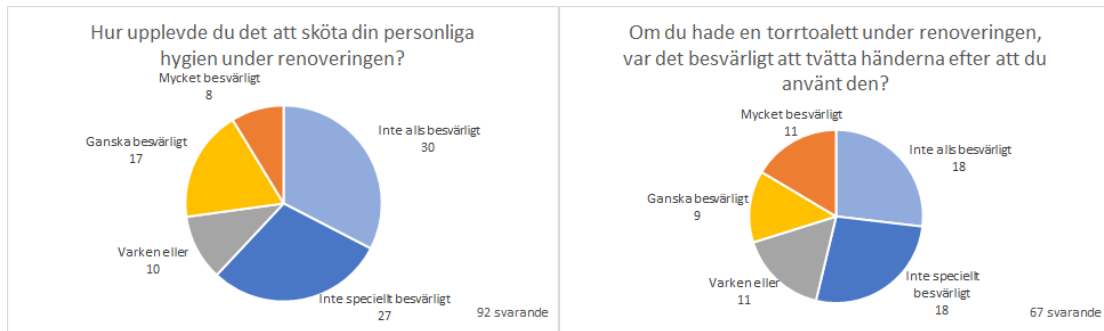 Hur upplevde du det att sköta din personliga
hygien under renoveringen?
Mycket besvärligt
8
Inte alls besvärligt
30
Ganska besvärligt
17
Varken eller
10
Inte speciellt besvärligt
27
92 svarande
Om du hade en torrtoalett under renoveringen,
var det besvärligt att tvätta händerna efter att du
använt den?
Mycket besvärligt
11
Inte alls besvärligt
18
Ganska besvärligt
9
Varken eller
11
Inte speciellt
besvärligt
18
67 svarande